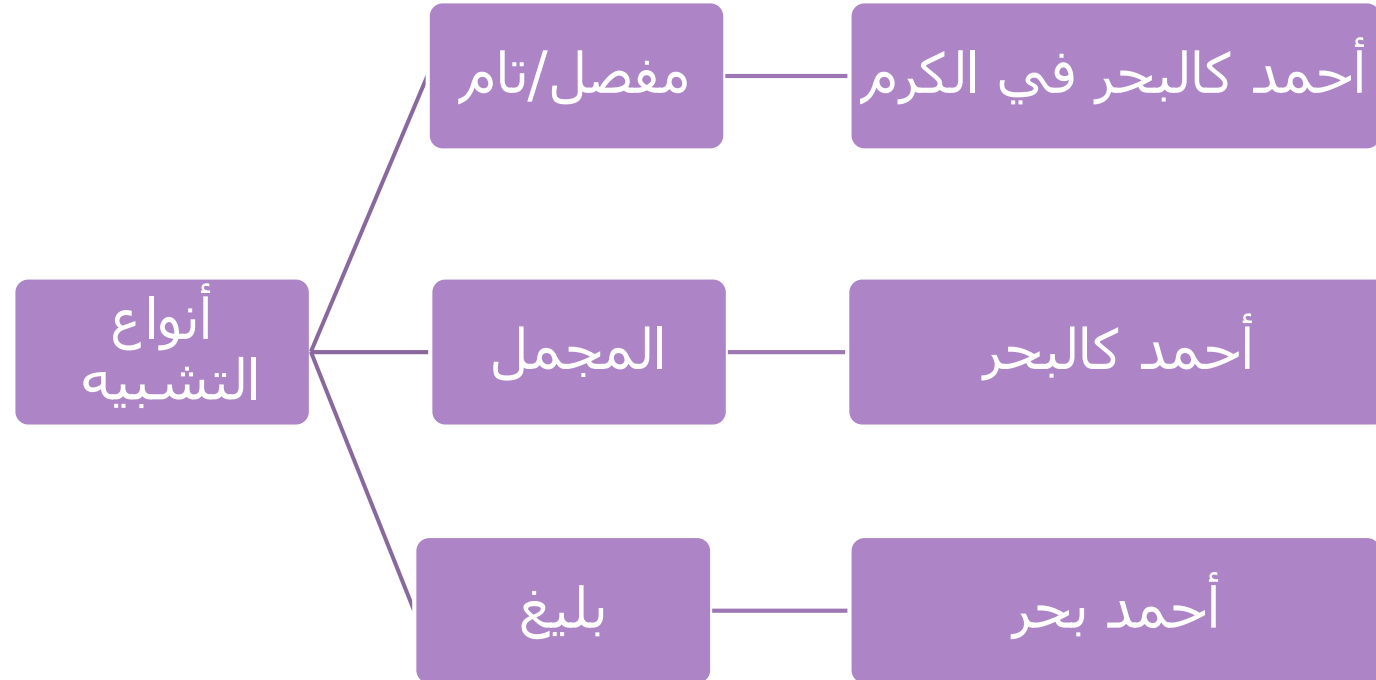 أنواع
التشبيه
مفصل/تام
أحمد كالبحر في الكرم
المجمل
أحمد كالبحر
بليغ
أحمد بحر